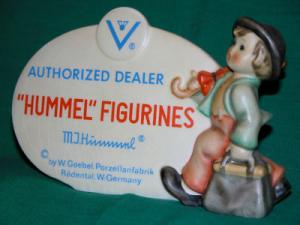 V ®
AUTHORIZED DEALER
"HUMMEL" FIGURINES
M.J.Hummel ®
© by W. Goebel. Porzellanfabrik
Rödental, W. Germany